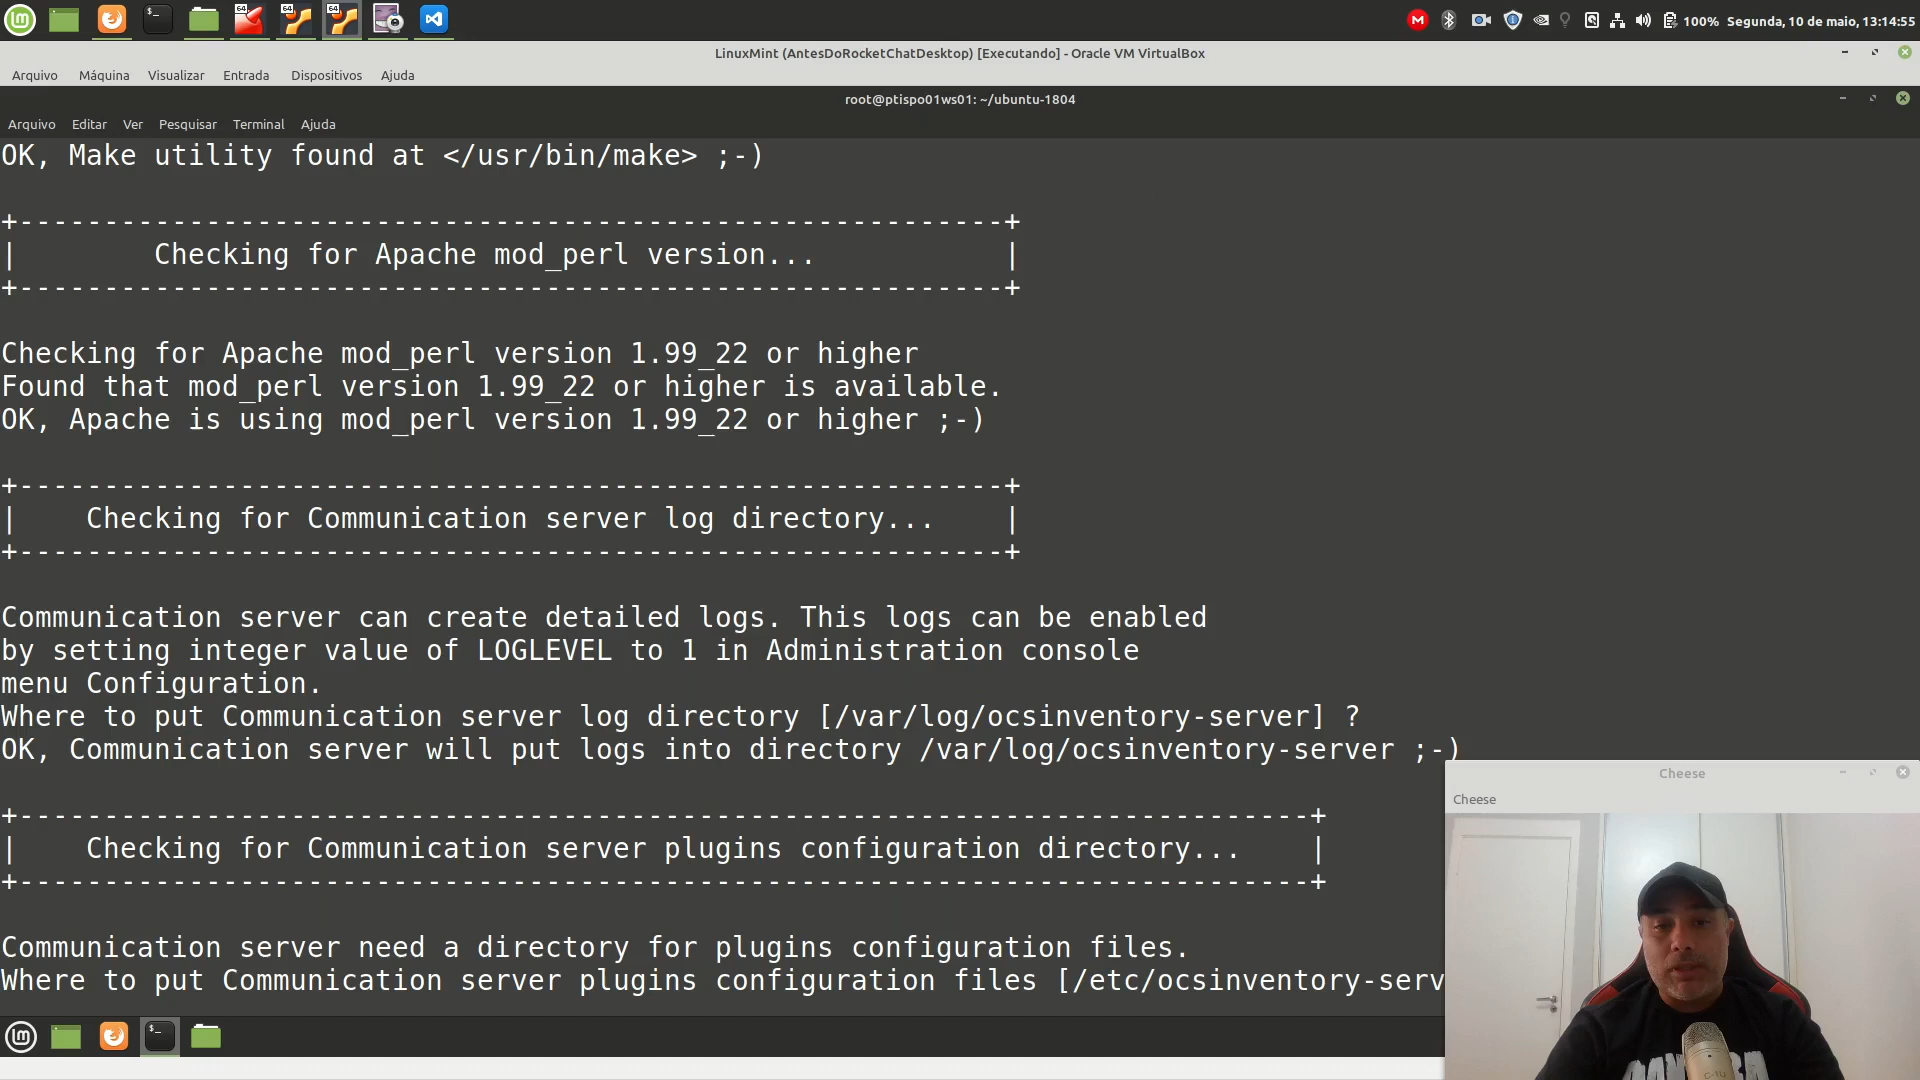 64
64
64
100%
Segunda, 10 de maio, 13:14:55
LinuxMint (AntesDoRocketChatDesktop) [Executando] - Oracle VM VirtualBox
Arquivo Máquina Visualizar Entrada Dispositivos Ajuda
root@ptispo01ws01: ~/ubuntu-1804
Arquivo Editar Ver Pesquisar Terminal Ajuda
OK, Make utility found at </usr/bin/make> ;-)
+----------------------------------------------------------+
|        Checking for Apache mod_perl version...           |
+----------------------------------------------------------+
Checking for Apache mod_perl version 1.99_22 or higher
Found that mod_perl version 1.99_22 or higher is available.
OK, Apache is using mod_perl version 1.99_22 or higher ;-)
+----------------------------------------------------------+
|    Checking for Communication server log directory...    |
+----------------------------------------------------------+
Communication server can create detailed logs. This logs can be enabled
by setting integer value of LOGLEVEL to 1 in Administration console
menu Configuration.
Where to put Communication server log directory [/var/log/ocsinventory-server] ?
OK, Communication server will put logs into directory /var/log/ocsinventory-server ;-)
+----------------------------------------------------------------------------+
|    Checking for Communication server plugins configuration directory...    |
+----------------------------------------------------------------------------+
Communication server need a directory for plugins configuration files.
Where to put Communication server plugins configuration files [/etc/ocsinventory-serv
Cheese
Cheese